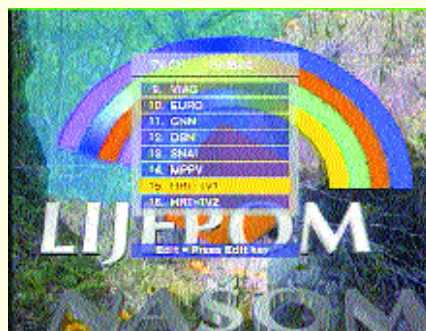 9. VIAG
10. EURO
11. CNN
12. DSN
13. SNAI
14. MPPV
15. HRT-TV1
16. HRT-TV2
LIJEPOM
Edit = Press Edit key
NAŠOM